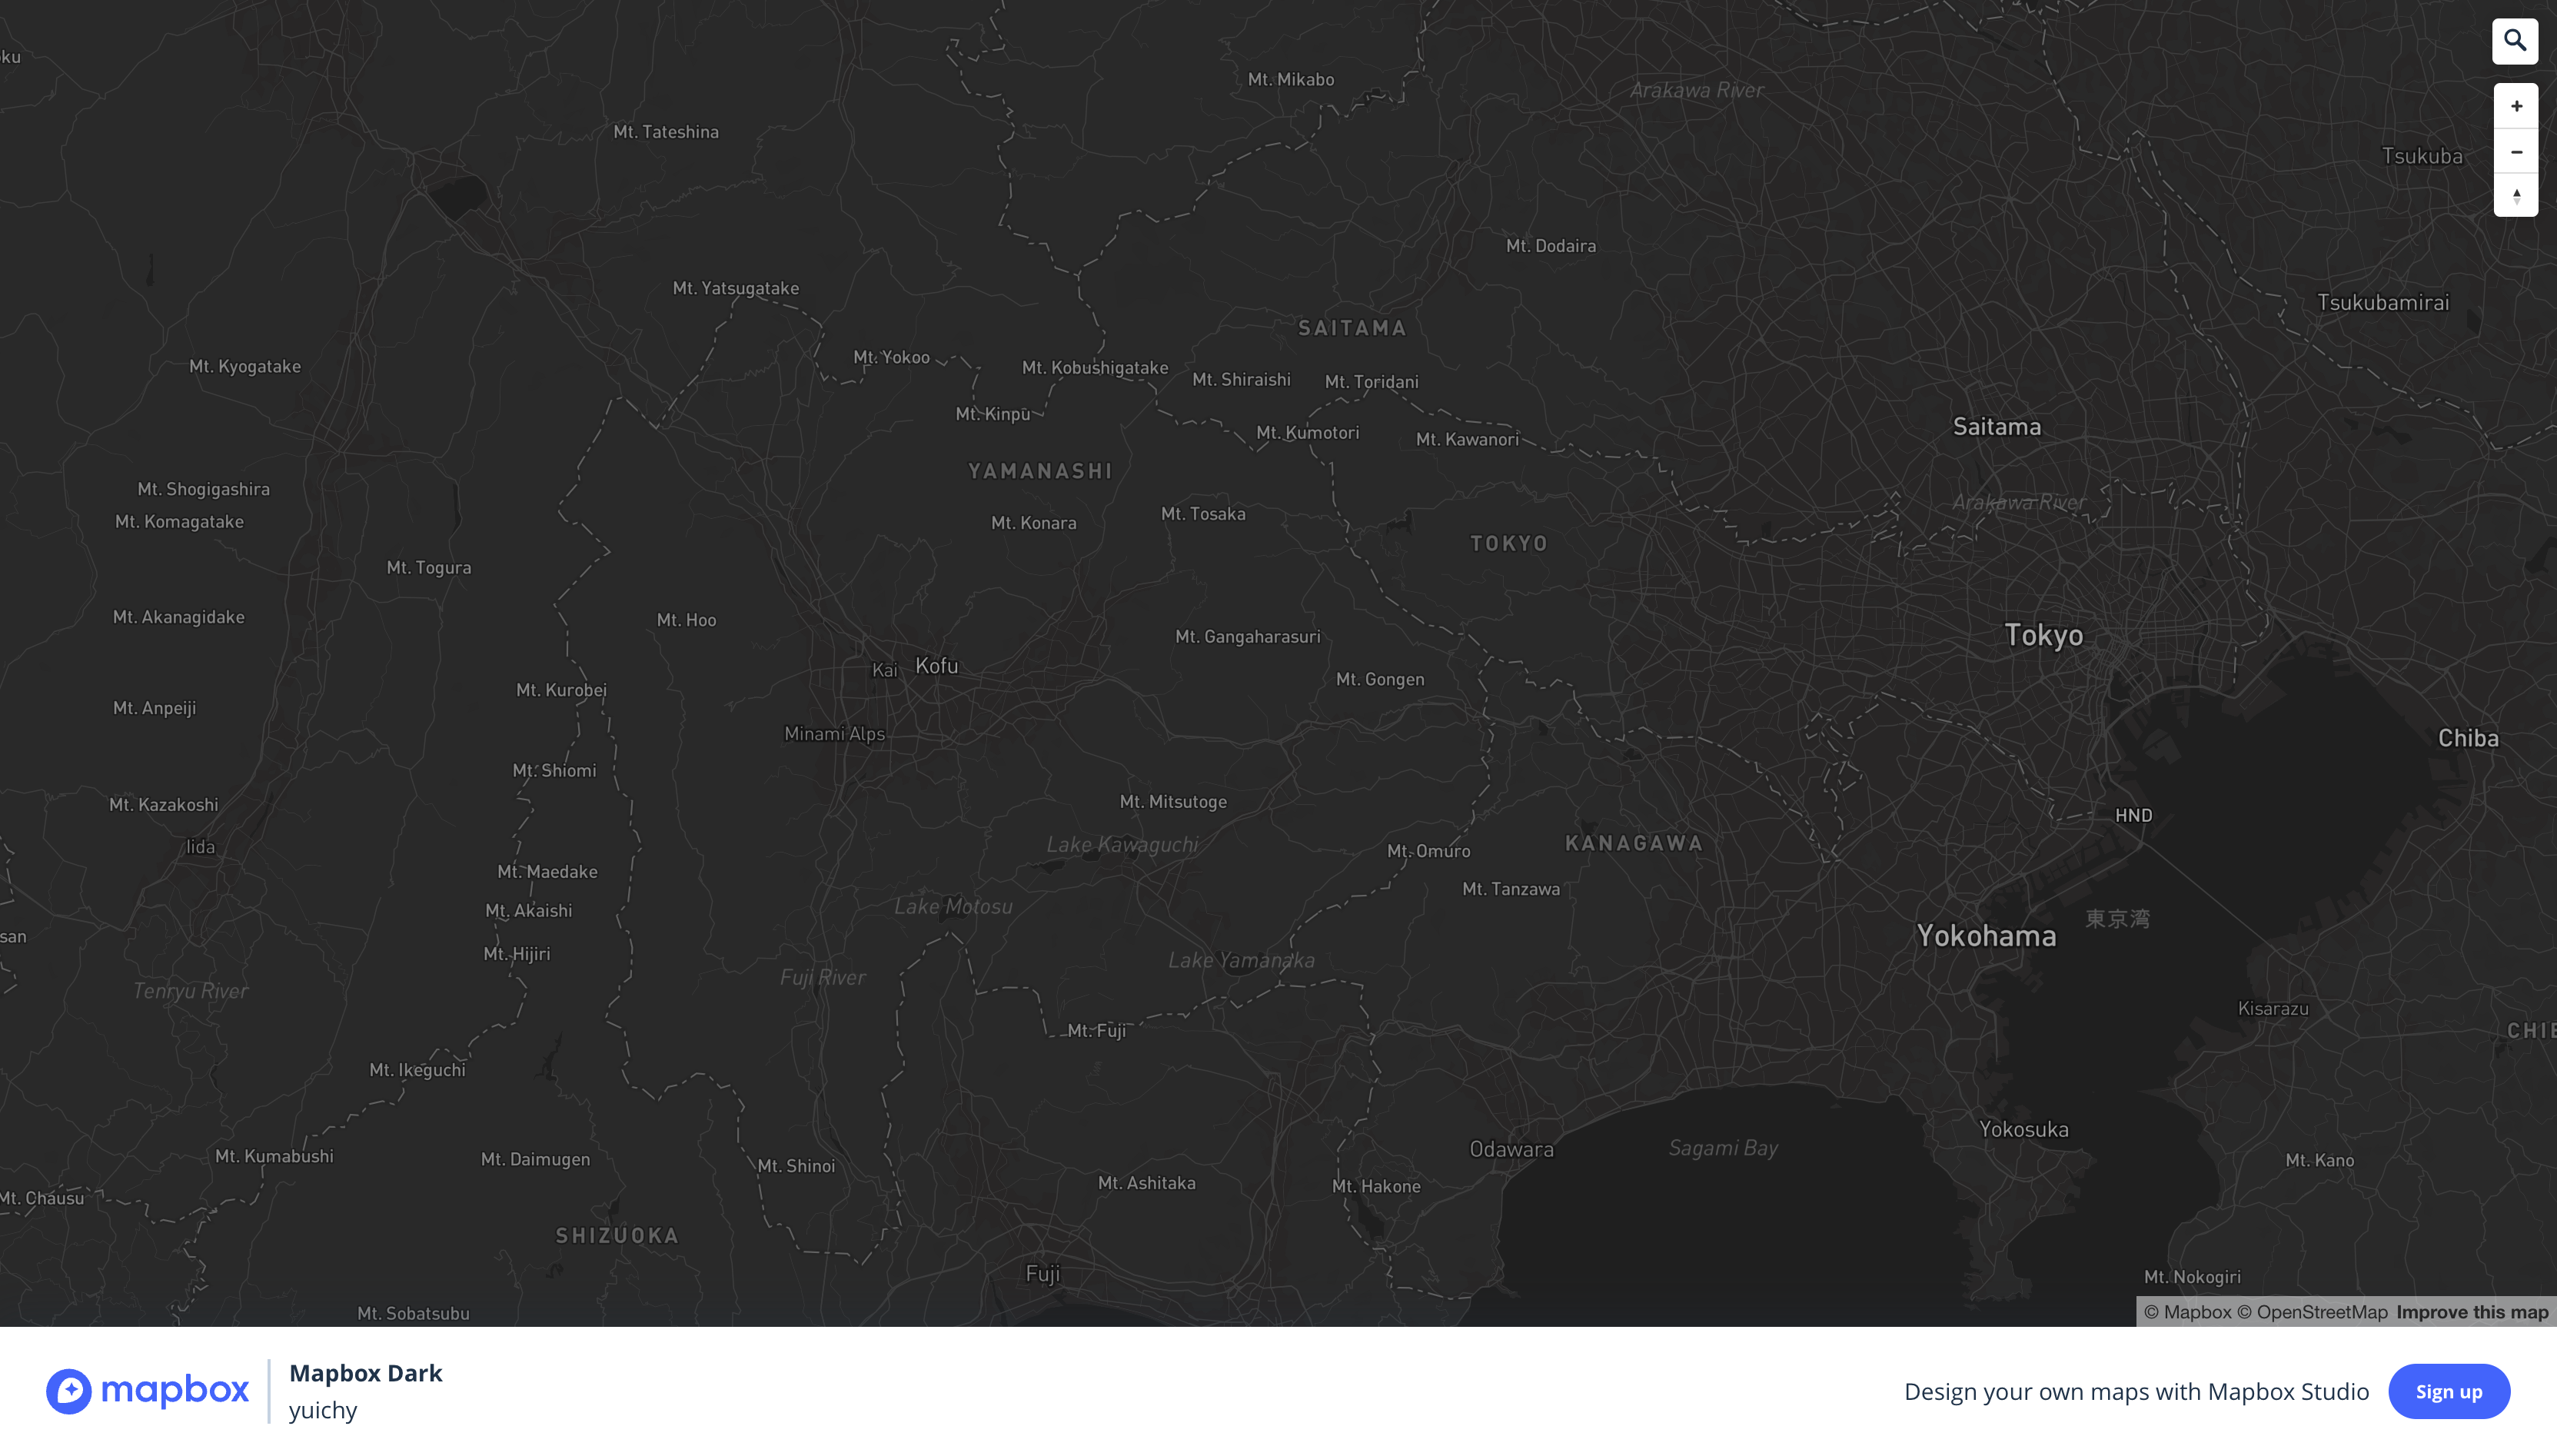 ku
Mt. Mikabo
Arakawa River
Mt. Tateshina
Tsukuba
Mt. Dodaira
Mt. Yatsugatake
Tsukubamirai
SAITAMA
Mt. Yokoo
Mt. Kyogatake
Mt. Kobushigatake
Mt. Shiraishi
Mt. Toridani
Mt. Kinpu
Saitama
Mt. Kumotori
Mt. Kawanori
YAMANASHI
Mt. Shogigashira
Arakawa River
Mt. Komagatake
Mt. Konara
Mt. Tosaka
TOKYO
Mt. Togura
Mt. Akanagidake
Mt. Hoo
Mt. Gangaharasuri
Tokyo
Kai
Kofu
Mt. Gongen
Mt. Kurobei
Mt. Anpeiji
Minami Alps
Chiba
Mt. Shiomi
Mt. Kazakoshi
Mt. Mitsutoge
HND
Iida
Lake Kawaguchi
Mt. Omuro
KANAGAWA
Mt. Maedake
Mt. Tanzawa
Mt. Akaishi
Lake Motosu
東京湾
san
Yokohama
Mt. Hijiri
Lake Yamanaka
Fuji River
Tenryu River
Kisarazu
Mt. Fuji
CHIB
Mt. Ikeguchi
Yokosuka
Mt. Kumabushi
Mt. Daimugen
Mt. Shinoi
Odawara
Sagami Bay
Mt. Kano
Mt. Chausu
Mt. Ashitaka
Mt. Hakone
SHIZUOKA
Fuji
Mt. Nokogiri
Mt. Sobatsubu
© Mapbox © OpenStreetMap Improve this map
mapbox
Mapbox Dark
yuichy
Design your own maps with Mapbox Studio
Sign up